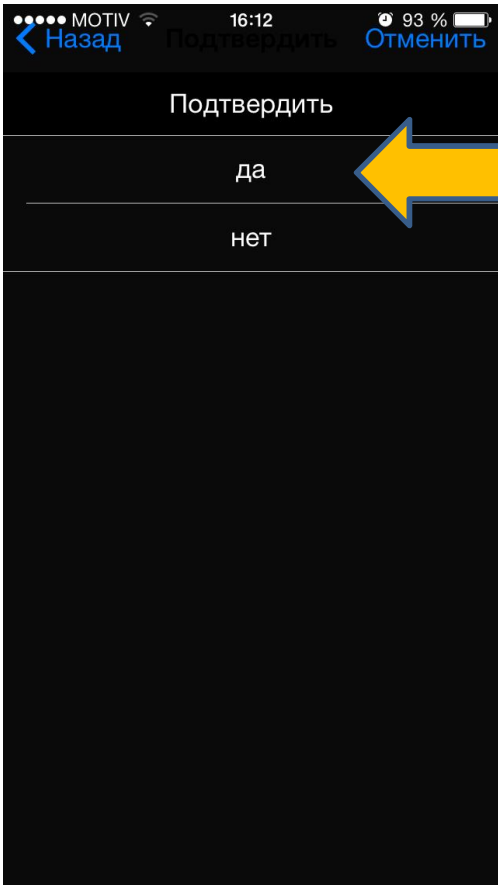 MOTIV 16:12 93 %
Назад Подтвердить Отменить
Подтвердить
да
нет